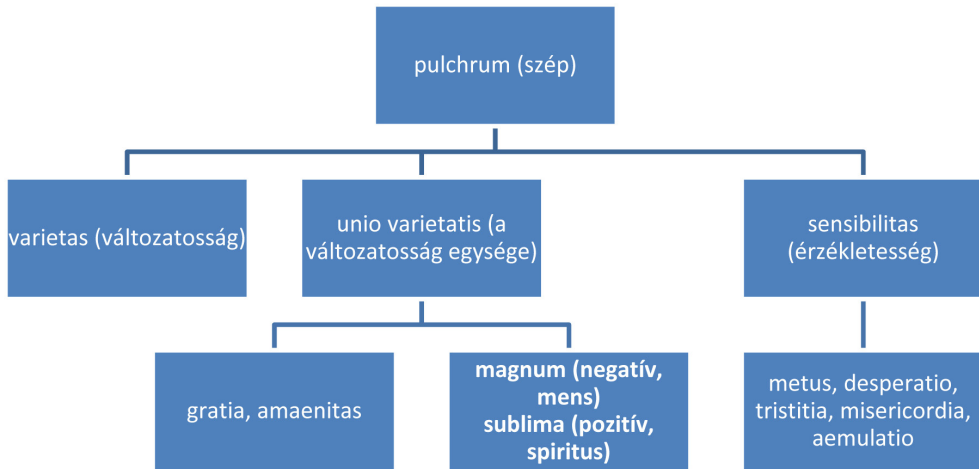 pulchrum (szép)
varietas (változatosság)
unio varietatis (a
változatosság egysége)
sensibilitas
(érzékletesség)
gratia, amaenitas
magnum (negatív,
mens)
sublima (pozitív,
spiritus)
metus, desperatio,
tristitia, misericordia,
aemulatio